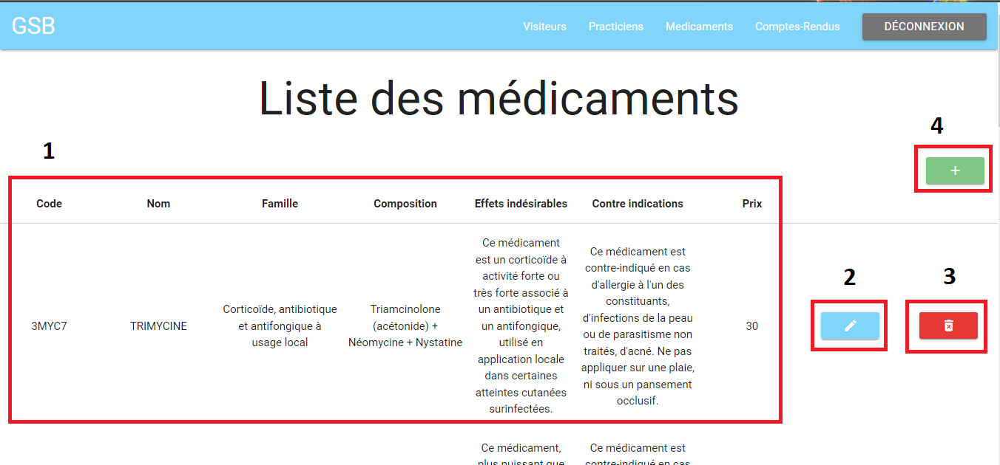 GSB
Visiteurs
Practiciens
Medicaments
Comptes-Rendus
DÉCONNEXION
Liste des médicaments
4
1
Code
Nom
Famille
Composition
Effets indésirables
Contre indications
Prix
2
3
3MYC7
TRIMYCINE
Corticoïde, antibiotique
et antifongique à
usage local
Triamcinolone
(acétonide) +
Néomycine + Nystatine
Ce médicament
est un corticoïde à
activité forte ou
très forte associé à
un antibiotique et
un antifongique,
utilisé en
application locale
dans certaines
atteintes cutanées
surinfectées.
Ce médicament est
contre-indiqué en cas
d'allergie à l'un des
constituants,
d'infections de la peau
ou de parasitisme non
traités, d'acné. Ne pas
appliquer sur une plaie,
ni sous un pansement
occlusif.
30
Ce médicament,
plus puissant que
Ce médicament est
contre-indiqué en cas